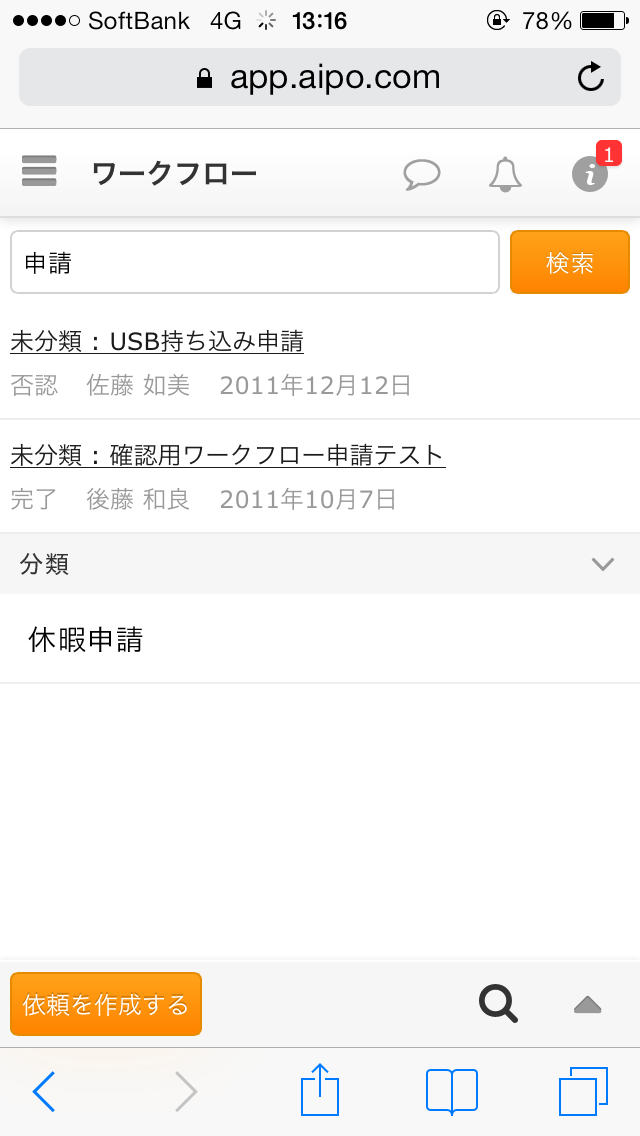 SoftBank 4G 13:16 78%
app.aipo.com
ワークフロー 1
申請 検索
未分類：USB持ち込み申請
否認 佐藤 如美 2011年12月12日
未分類：確認用ワークフロー申請テスト
完了 後藤 和良 2011年10月7日
分類
休暇申請
依頼を作成する